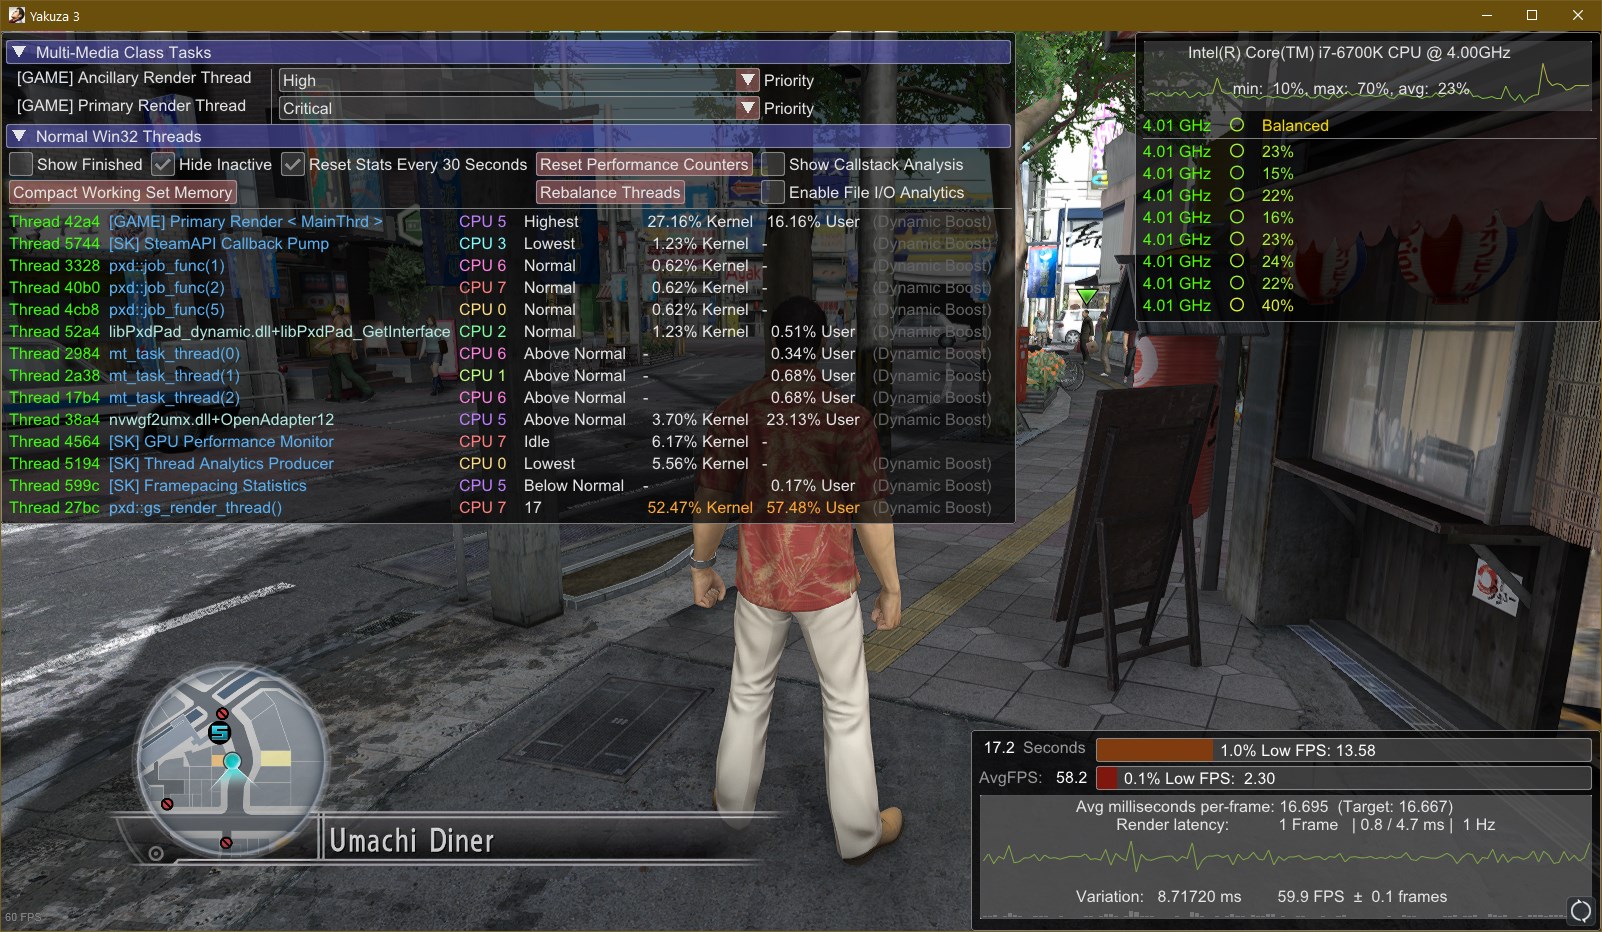 Yakuza 3
Multi-Media Class Tasks
[GAME] Ancillary Render Thread High Priority
[GAME] Primary Render Thread Critical Priority
Normal Win32 Threads
Show Finished Hide Inactive Reset Stats Every 30 Seconds Reset Performance Counters Show Callstack Analysis
Compact Working Set Memory Rebalance Threads Enable File I/O Analytics
Thread 42a4 [GAME] Primary Render < MainThrd > CPU 5 Highest 27.16% Kernel 16.16% User (Dynamic Boost)
Thread 5744 [SK] SteamAPI Callback Pump CPU 3 Lowest 1.23% Kernel - (Dynamic Boost)
Thread 3328 pxd::job_func(1) CPU 6 Normal 0.62% Kernel - (Dynamic Boost)
Thread 40b0 pxd::job_func(2) CPU 7 Normal 0.62% Kernel - (Dynamic Boost)
Thread 4cb8 pxd::job_func(5) CPU 0 Normal 0.62% Kernel - (Dynamic Boost)
Thread 52a4 libPxdPad_dynamic.dll+libPxdPad_GetInterface CPU 2 Normal 1.23% Kernel 0.51% User (Dynamic Boost)
Thread 2984 mt_task_thread(0) CPU 6 Above Normal - 0.34% User (Dynamic Boost)
Thread 2a38 mt_task_thread(1) CPU 1 Above Normal - 0.68% User (Dynamic Boost)
Thread 17b4 mt_task_thread(2) CPU 6 Above Normal - 0.68% User (Dynamic Boost)
Thread 38a4 nvwgf2umx.dll+OpenAdapter12 CPU 5 Above Normal 3.70% Kernel 23.13% User (Dynamic Boost)
Thread 4564 [SK] GPU Performance Monitor CPU 7 Idle 6.17% Kernel -
Thread 5194 [SK] Thread Analytics Producer CPU 0 Lowest 5.56% Kernel - (Dynamic Boost)
Thread 599c [SK] Framepacing Statistics CPU 5 Below Normal - 0.17% User (Dynamic Boost)
Thread 27bc pxd::gs_render_thread() CPU 7 17 52.47% Kernel 57.48% User (Dynamic Boost)
Intel(R) Core(TM) i7-6700K CPU @ 4.00GHz
min: 10%, max: 70%, avg: 23%
4.01 GHz Balanced
4.01 GHz 23%
4.01 GHz 15%
4.01 GHz 22%
4.01 GHz 16%
4.01 GHz 23%
4.01 GHz 24%
4.01 GHz 22%
4.01 GHz 40%
S
Umachi Diner
60 FPS
17.2 Seconds 1.0% Low FPS: 13.58
AvgFPS: 58.2 0.1% Low FPS: 2.30
Avg milliseconds per-frame: 16.695 (Target: 16.667)
Render latency: 1 Frame | 0.8 / 4.7 ms | 1 Hz
Variation: 8.71720 ms 59.9 FPS ± 0.1 frames